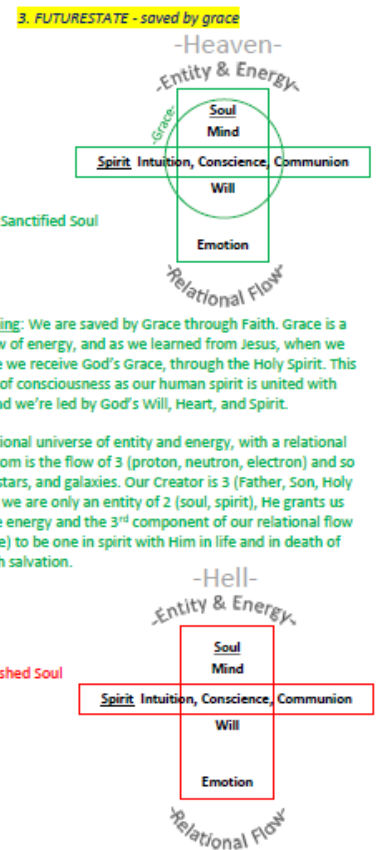 3. FUTURESTATE - saved by grace
-Heaven-
-Entity & Energy-
-Grace-
Soul
Mind
Spirit Intuition, Conscience, Communion
Will
Sanctified Soul
Emotion
-Relational Flow-
: We are saved by Grace through Faith. Grace is a
of energy, and as we learned from Jesus, when we
we receive God's Grace, through the Holy Spirit. This
of consciousness as our human spirit is united with
we're led by God's Will, Heart, and Spirit.
universe of entity and energy, with a relational
is the flow of 3 (proton, neutron, electron) and so
stars, and galaxies. Our Creator is 3 (Father, Son, Holy
we are only an entity of 2 (soul, spirit), He grants us
energy and the 3rd component of our relational flow
to be one in spirit with Him in life and in death of
salvation.
-Hell-
-Entity & Energy-
Soul
Mind
Soul
Spirit Intuition, Conscience, Communion
Will
Emotion
-Relational Flow-